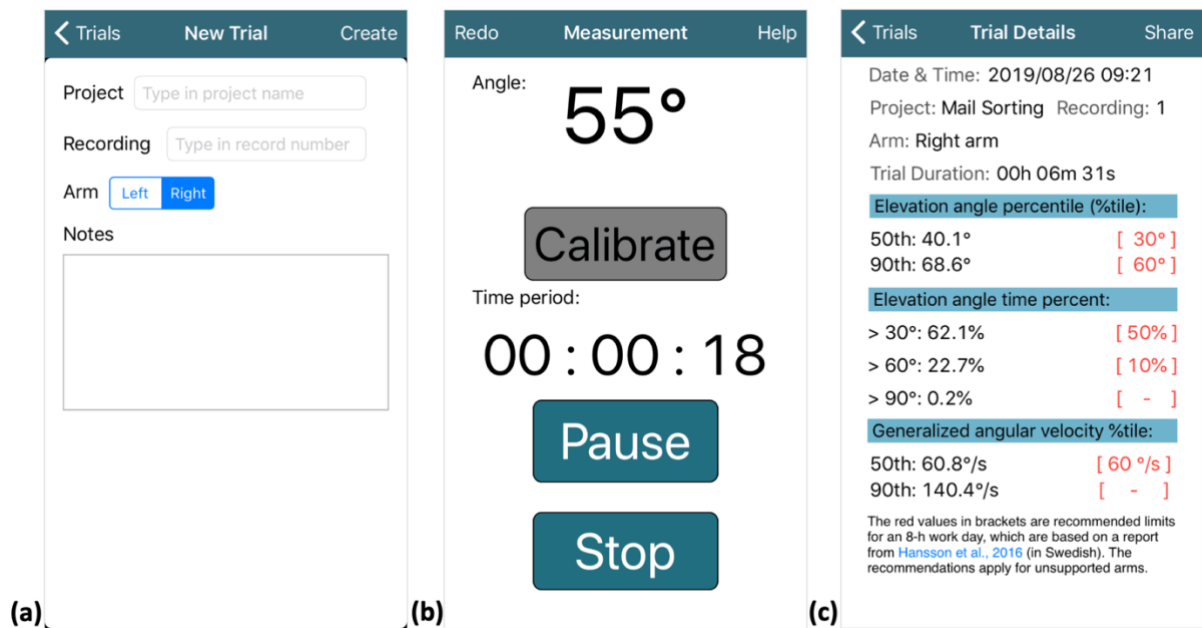 Trials New Trial Create
Project Type in project name
Recording Type in record number
Arm Left Right
Notes
(a)
Redo Measurement Help
Angle: 55°
Calibrate
Time period:
00 : 00 : 18
Pause
Stop
(b)
Trials Trial Details Share
Date & Time: 2019/08/26 09:21
Project: Mail Sorting Recording: 1
Arm: Right arm
Trial Duration: 00h 06m 31s
Elevation angle percentile (%tile):
50th: 40.1° [ 30° ]
90th: 68.6° [ 60° ]
Elevation angle time percent:
> 30°: 62.1% [ 50% ]
> 60°: 22.7% [ 10% ]
> 90°: 0.2% [ - ]
Generalized angular velocity %tile:
50th: 60.8°/s [ 60 °/s ]
90th: 140.4°/s [ - ]
The red values in brackets are recommended limits
for an 8-h work day, which are based on a report
from Hansson et al., 2016 (in Swedish). The
recommendations apply for unsupported arms.
(c)